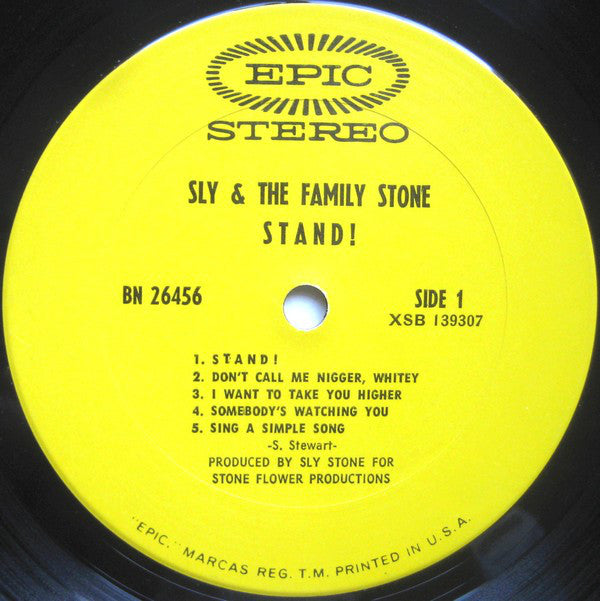 EPIC
STEREO
SLY & THE FAMILY STONE
STAND!
BN 26456
SIDE 1
XSB 139307
1. STAND!
2. DON'T CALL ME NIGGER, WHITEY
3. I WANT TO TAKE YOU HIGHER
4. SOMEBODY'S WATCHING YOU
5. SING A SIMPLE SONG
-S. Stewart-
PRODUCED BY SLY STONE FOR
STONE FLOWER PRODUCTIONS
"EPIC," MARCAS REG. T.M. PRINTED IN U.S.A.